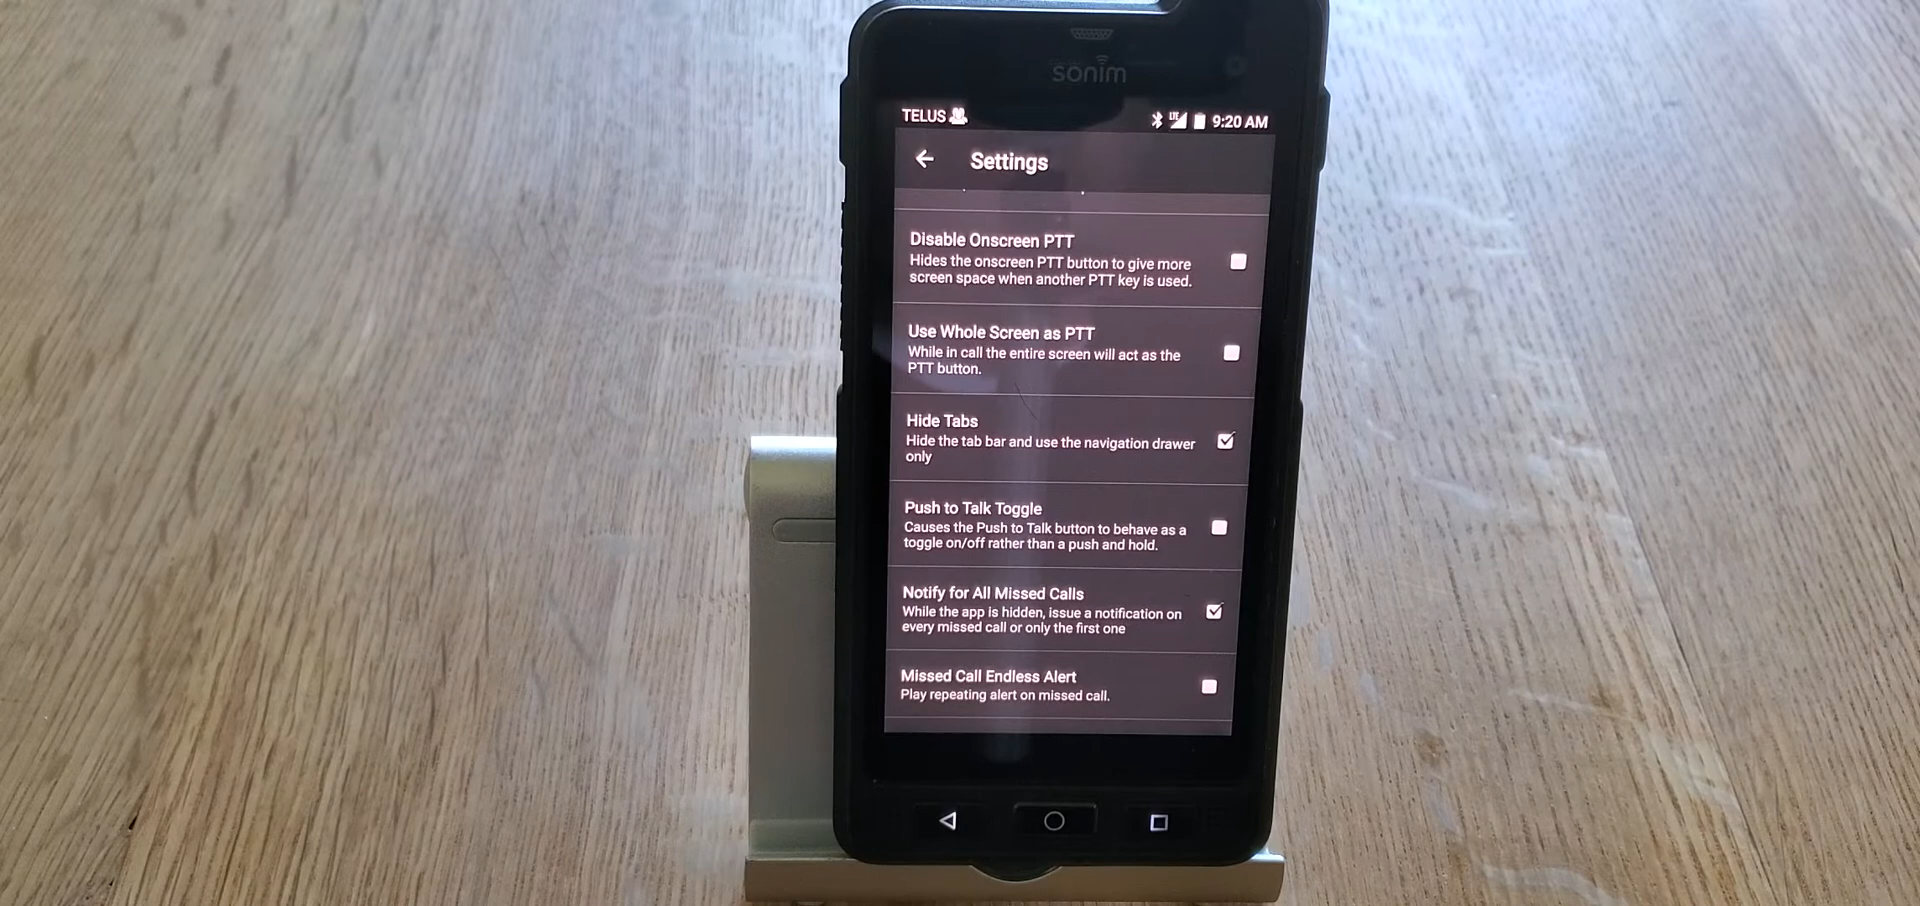 sonim
TELUS
LTE
9:20 AM
Settings
Disable Onscreen PTT
Hides the onscreen PTT button to give more
screen space when another PTT key is used.
Use Whole Screen as PTT
While in call the entire screen will act as the
PTT button.
Hide Tabs
Hide the tab bar and use the navigation drawer
only
Push to Talk Toggle
Causes the Push to Talk button to behave as a
toggle on/off rather than a push and hold.
Notify for All Missed Calls
While the app is hidden, issue a notification on
every missed call or only the first one
Missed Call Endless Alert
Play repeating alert on missed call.